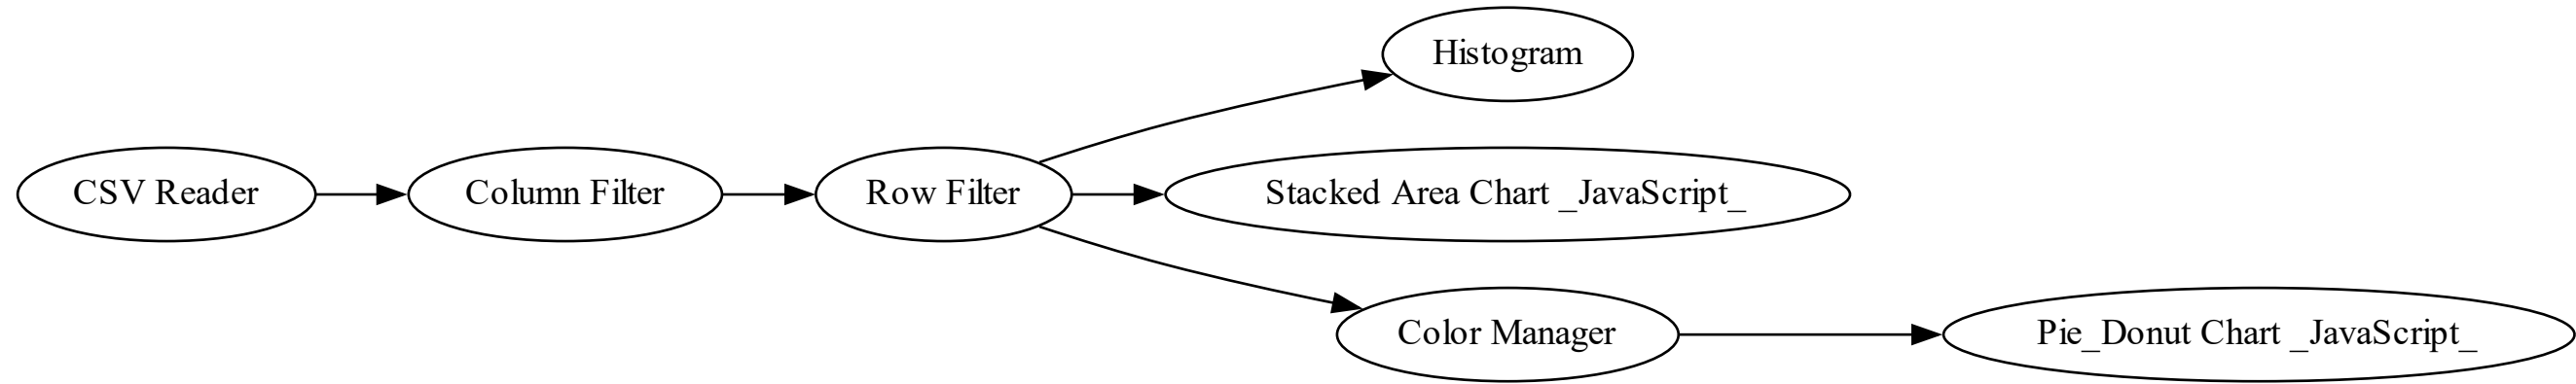 Histogram
CSV Reader
Column Filter
Row Filter
Stacked Area Chart _JavaScript_
Color Manager
Pie_Donut Chart _JavaScript_